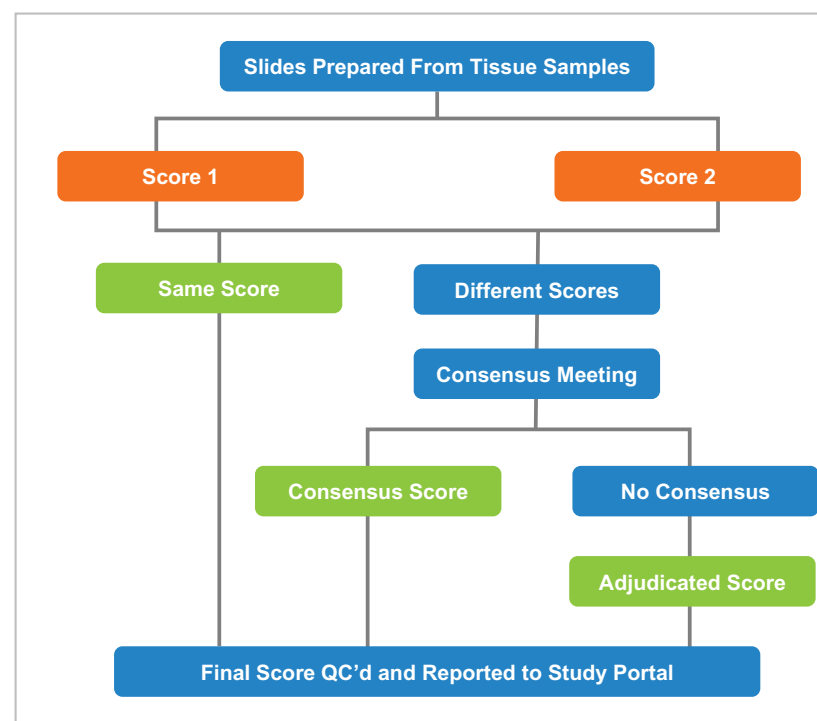 Slides Prepared From Tissue Samples
Score 1
Score 2
Same Score
Different Scores
Consensus Meeting
Consensus Score
No Consensus
Adjudicated Score
Final Score QC’d and Reported to Study Portal